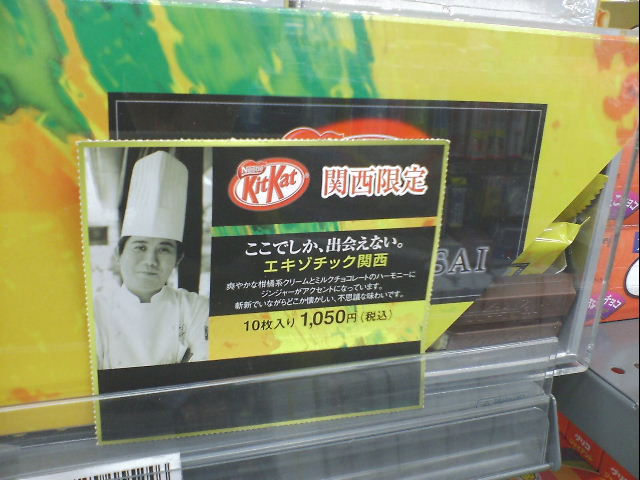 Nestlé
KitKat
関西限定
ここでしか、出会えない。
エキゾチック関西
爽やかな柑橘系クリームとミルクチョコレートのハーモニーに
ジンジャーがアクセントになっています。
斬新でいながらどこか懐かしい、不思議な味わいです。
10枚入り 1,050円(税込)
SAI
グリコ